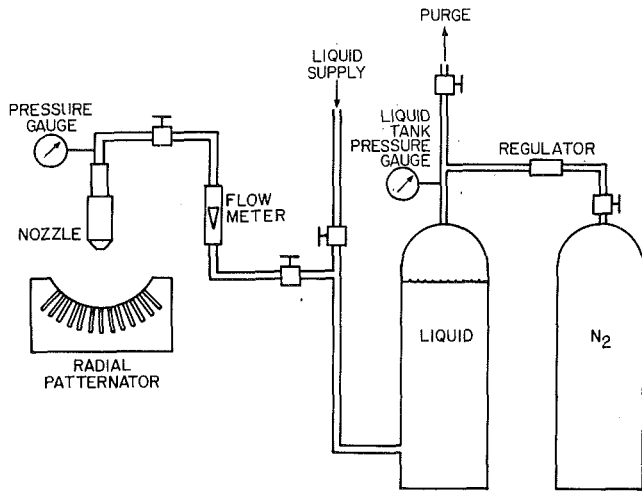 PURGE
LIQUID
SUPPLY
PRESSURE
GAUGE
LIQUID
TANK
PRESSURE
GAUGE
REGULATOR
FLOW
METER
NOZZLE
LIQUID
N2
RADIAL
PATTERNATOR